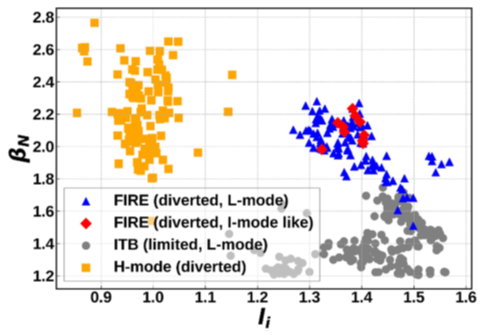 2.8
2.6
2.4
2.2
2.0
1.8
1.6
1.4
1.2
β_N
FIRE (diverted, L-mode)
FIRE (diverted, I-mode like)
ITB (limited, L-mode)
H-mode (diverted)
0.9 1.0 1.1 1.2 1.3 1.4 1.5 1.6
l_i